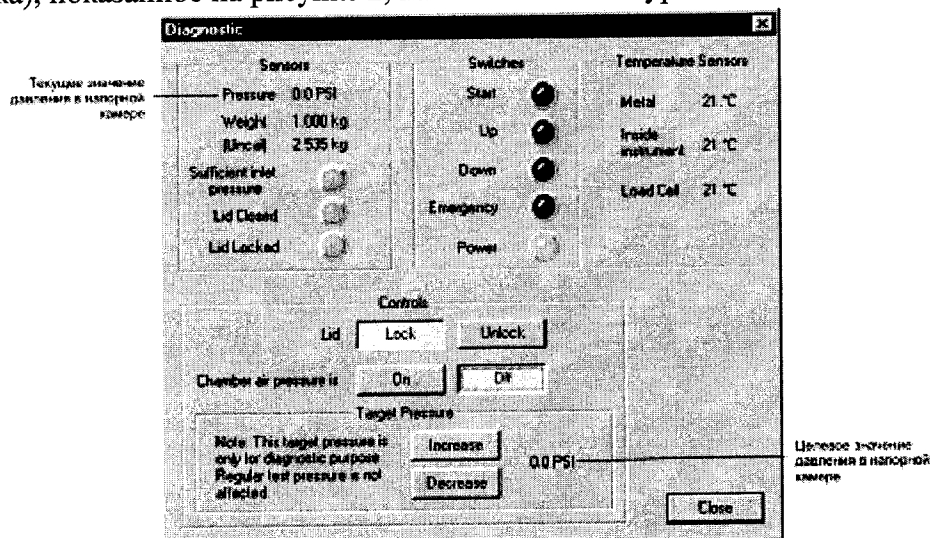 показанное на рисунке
Diagnostic
Текущие значение
давления в напорной
камере
Sensors
Pressure 0.0 PSI
Weight 1.000 kg
2.535 kg
Sufficient inlet
pressure
Lid Closed
Lid Locked
Switches
Start
Up
Down
Emergency
Power
Temperature Sensors
Metal 21 °C
Inside
instrument 21 °C
Load Cell 21 °C
Controls
Lid Lock Unlock
Chamber air pressure is On Off
Target Pressure
Note: This target pressure is
only for diagnostic purpose.
Regular test pressure is not
affected.
Increase
Decrease
0.0 PSI
Целевое значение
давления в напорной
камере
Close